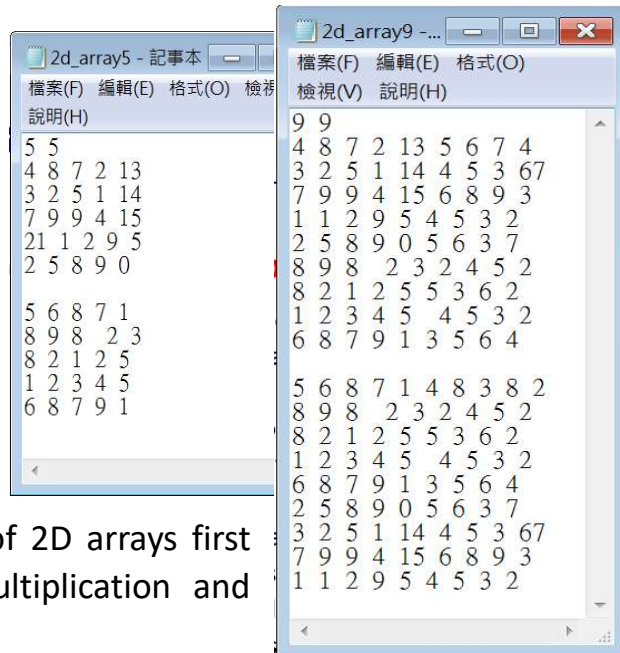 2d_array5 - 記事本
檔案(F) 編輯(E) 格式(O) 檢視
說明(H)
5 5
4 8 7 2 13
3 2 5 1 14
7 9 9 4 15
21 1 2 9 5
2 5 8 9 0
5 6 8 7 1
8 9 8 2 3
8 2 1 2 5
1 2 3 4 5
6 8 7 9 1
2d_array9 -...
檔案(F) 編輯(E) 格式(O)
檢視(V) 說明(H)
9 9
4 8 7 2 13 5 6 7 4
3 2 5 1 14 4 5 3 67
7 9 9 4 15 6 8 9 3
1 1 2 9 5 4 5 3 2
2 5 8 9 0 5 6 3 7
8 9 8 2 3 2 4 5 2
8 2 1 2 5 5 3 6 2
1 2 3 4 5 4 5 3 2
6 8 7 9 1 3 5 6 4
5 6 8 7 1 4 8 3 8 2
8 9 8 2 3 2 4 5 2
8 2 1 2 5 5 3 6 2
1 2 3 4 5 4 5 3 2
6 8 7 9 1 3 5 6 4
2 5 8 9 0 5 6 3 7
3 2 5 1 14 4 5 3 67
7 9 9 4 15 6 8 9 3
1 1 2 9 5 4 5 3 2
of 2D arrays first
ultiplication and